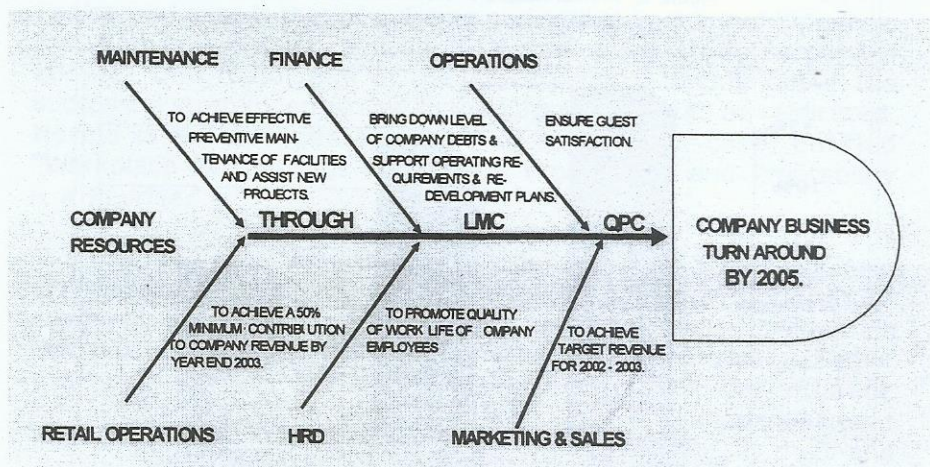 MAINTENANCE FINANCE OPERATIONS
TO ACHIEVE EFFECTIVE
PREVENTIVE MAIN-
TENANCE OF FACILITIES
AND ASSIST NEW
PROJECTS.
BRING DOWN LEVEL
OF COMPANY DEBTS &
SUPPORT OPERATING RE-
QUIREMENTS & RE-
DEVELOPMENT PLANS.
ENSURE GUEST
SATISFACTION.
COMPANY
RESOURCES
THROUGH LMC QPC
COMPANY BUSINESS
TURN AROUND
BY 2005.
TO ACHIEVE A 50%
MINIMUM CONTRIBUTION
TO COMPANY REVENUE BY
YEAR END 2003.
TO PROMOTE QUALITY
OF WORK LIFE OF OMPANY
EMPLOYEES
TO ACHIEVE
TARGET REVENUE
FOR 2002 - 2003.
RETAIL OPERATIONS HRD MARKETING & SALES